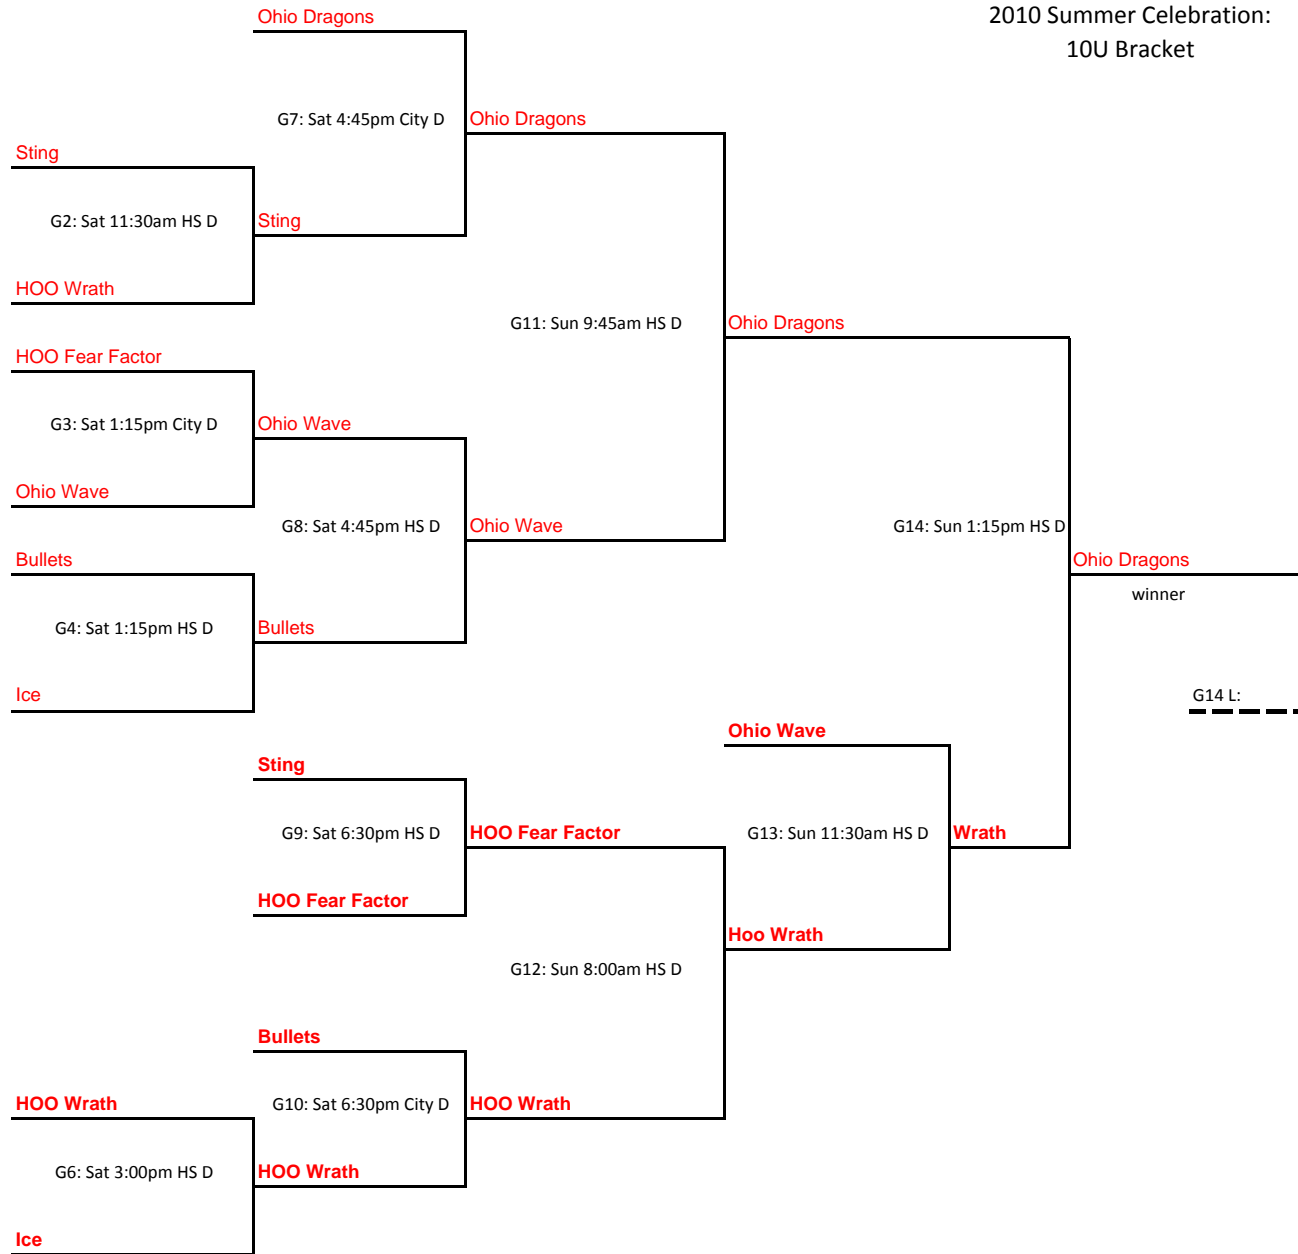 Ohio Dragons
2010 Summer Celebration:
10U Bracket
G7: Sat 4:45pm City D
Ohio Dragons
Sting
G2: Sat 11:30am HS D
Sting
HOO Wrath
G11: Sun 9:45am HS D
Ohio Dragons
HOO Fear Factor
G3: Sat 1:15pm City D
Ohio Wave
Ohio Wave
G8: Sat 4:45pm HS D
Ohio Wave
G14: Sun 1:15pm HS D
Bullets
Ohio Dragons
winner
G4: Sat 1:15pm HS D
Bullets
Ice
G14 L:
Ohio Wave
Sting
G9: Sat 6:30pm HS D
HOO Fear Factor
G13: Sun 11:30am HS D
Wrath
HOO Fear Factor
Hoo Wrath
G12: Sun 8:00am HS D
Bullets
HOO Wrath
G10: Sat 6:30pm City D
HOO Wrath
G6: Sat 3:00pm HS D
HOO Wrath
Ice